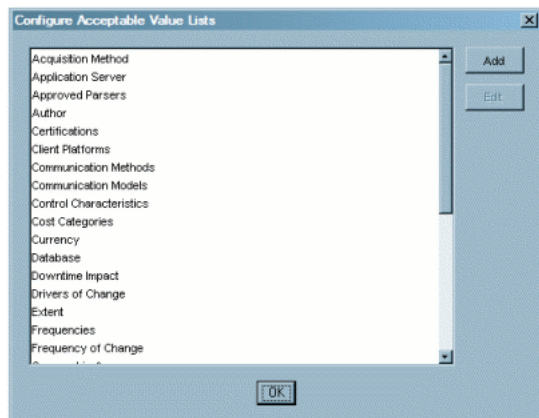 Configure Acceptable Value Lists
Acquisition Method
Application Server
Approved Parsers
Author
Certifications
Client Platforms
Communication Methods
Communication Models
Control Characteristics
Cost Categories
Currency
Database
Downtime Impact
Drivers of Change
Extent
Frequencies
Frequency of Change
Add
Edit
OK